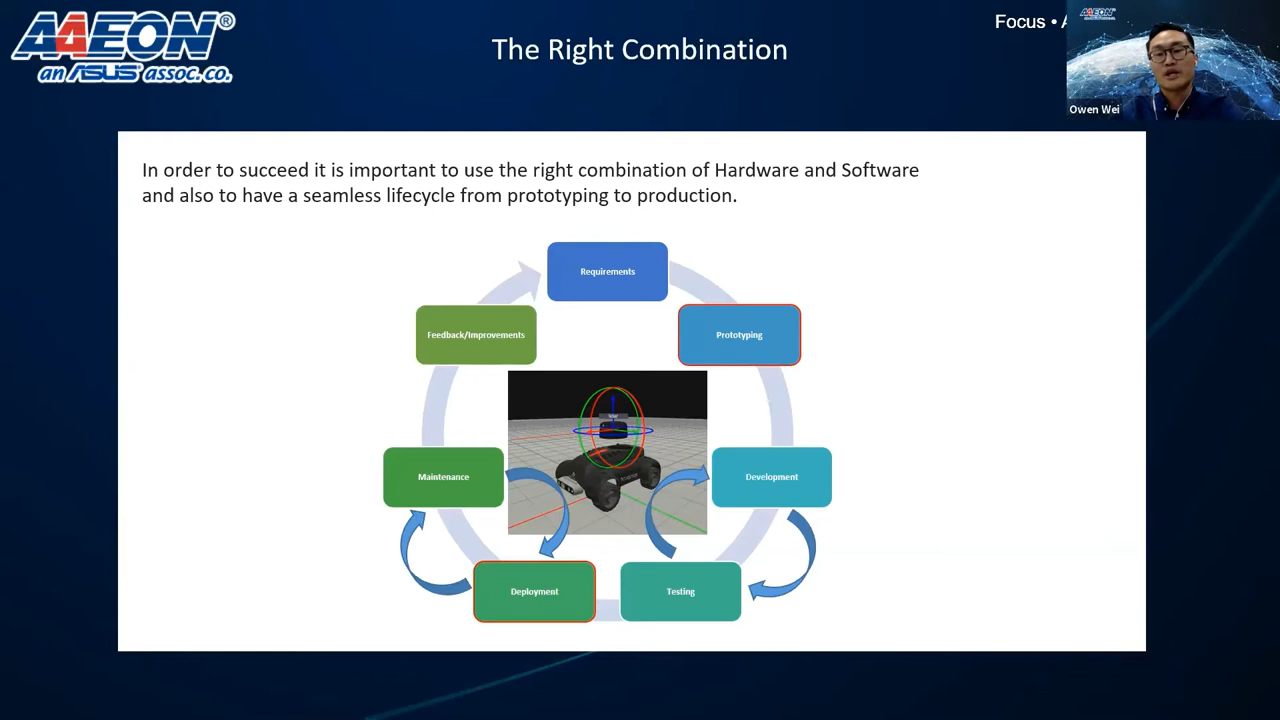 AAEON®
an ASUS assoc. co.
The Right Combination
Focus •
AAEON
Owen Wei
In order to succeed it is important to use the right combination of Hardware and Software
and also to have a seamless lifecycle from prototyping to production.
Requirements
Feedback/Improvements
Prototyping
Maintenance
Development
Deployment
Testing